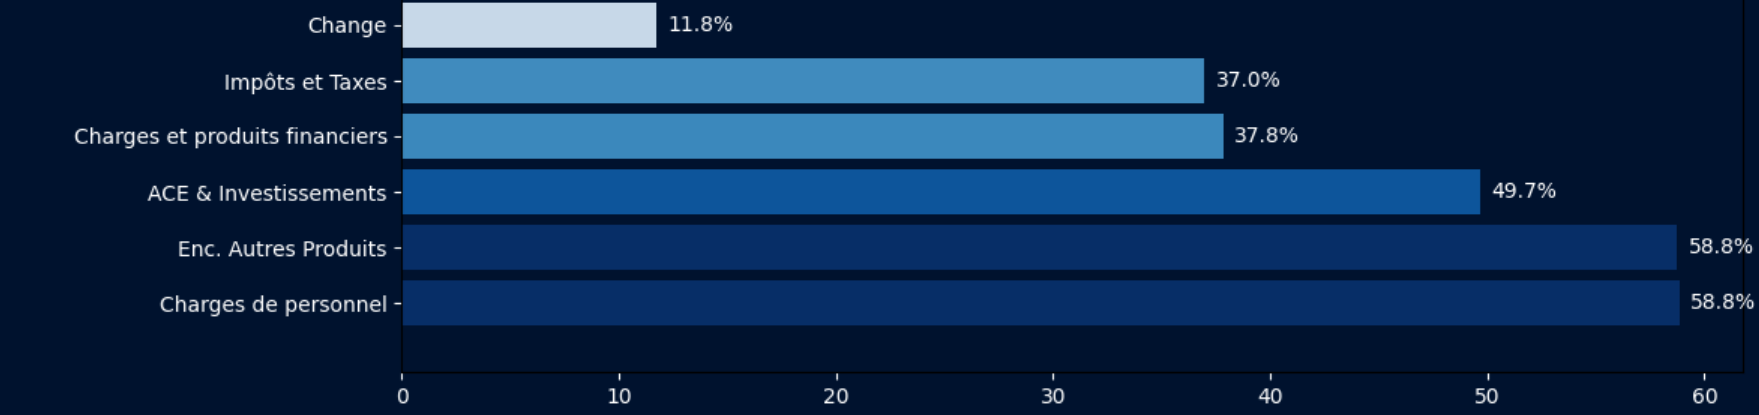 Change 11.8%
Impôts et Taxes 37.0%
Charges et produits financiers 37.8%
ACE & Investissements 49.7%
Enc. Autres Produits 58.8%
Charges de personnel 58.8%
0 10 20 30 40 50 60